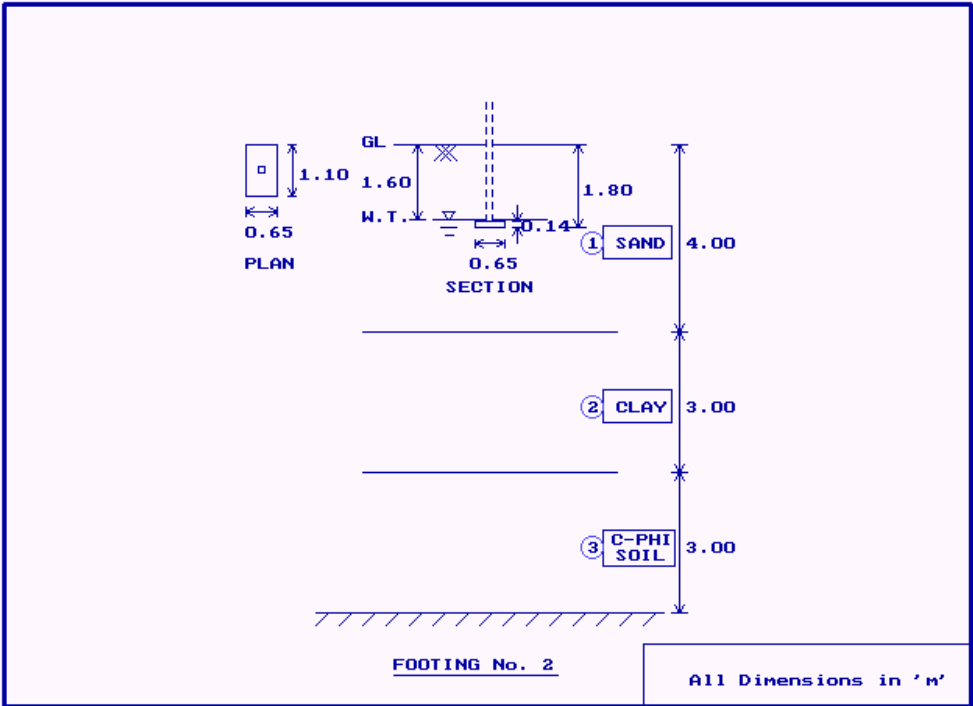 GL
1.10
1.60
1.80
W.T.
0.14
0.65
1 SAND 4.00
PLAN
0.65
SECTION
2 CLAY 3.00
3 C-PHI
SOIL
3.00
FOOTING No. 2
All Dimensions in 'm'